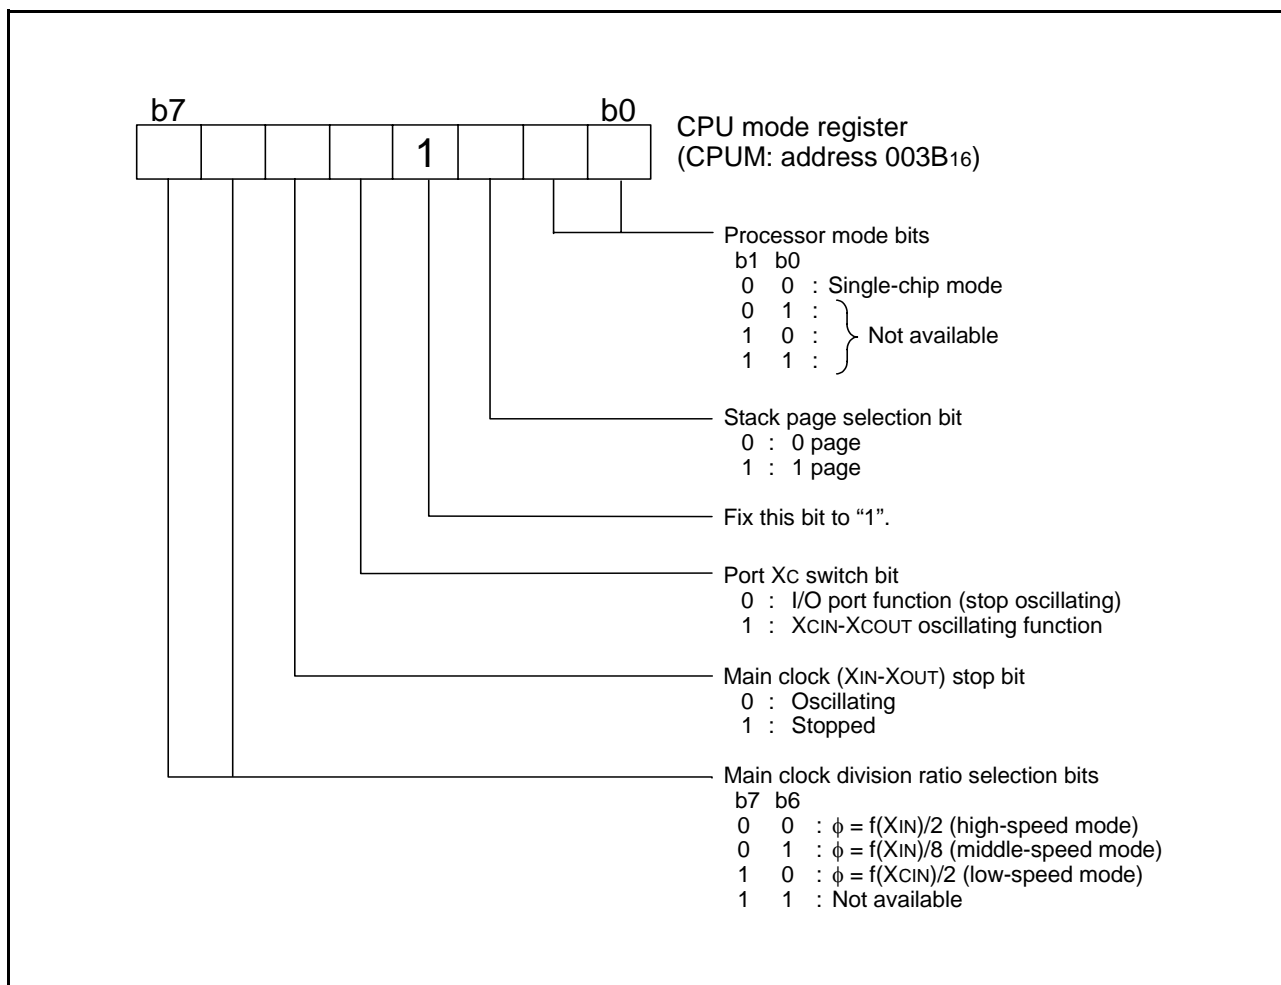 b7 b0
1
CPU mode register
(CPUM: address 003B16)
Processor mode bits
b1 b0
0 0 : Single-chip mode
0 1 :
1 0 : Not available
1 1 :
Stack page selection bit
0 : 0 page
1 : 1 page
Fix this bit to “1”.
Port XC switch bit
0 : I/O port function (stop oscillating)
1 : XCIN-XCOUT oscillating function
Main clock (XIN-XOUT) stop bit
0 : Oscillating
1 : Stopped
Main clock division ratio selection bits
b7 b6
0 0 : φ = f(XIN)/2 (high-speed mode)
0 1 : φ = f(XIN)/8 (middle-speed mode)
1 0 : φ = f(XCIN)/2 (low-speed mode)
1 1 : Not available